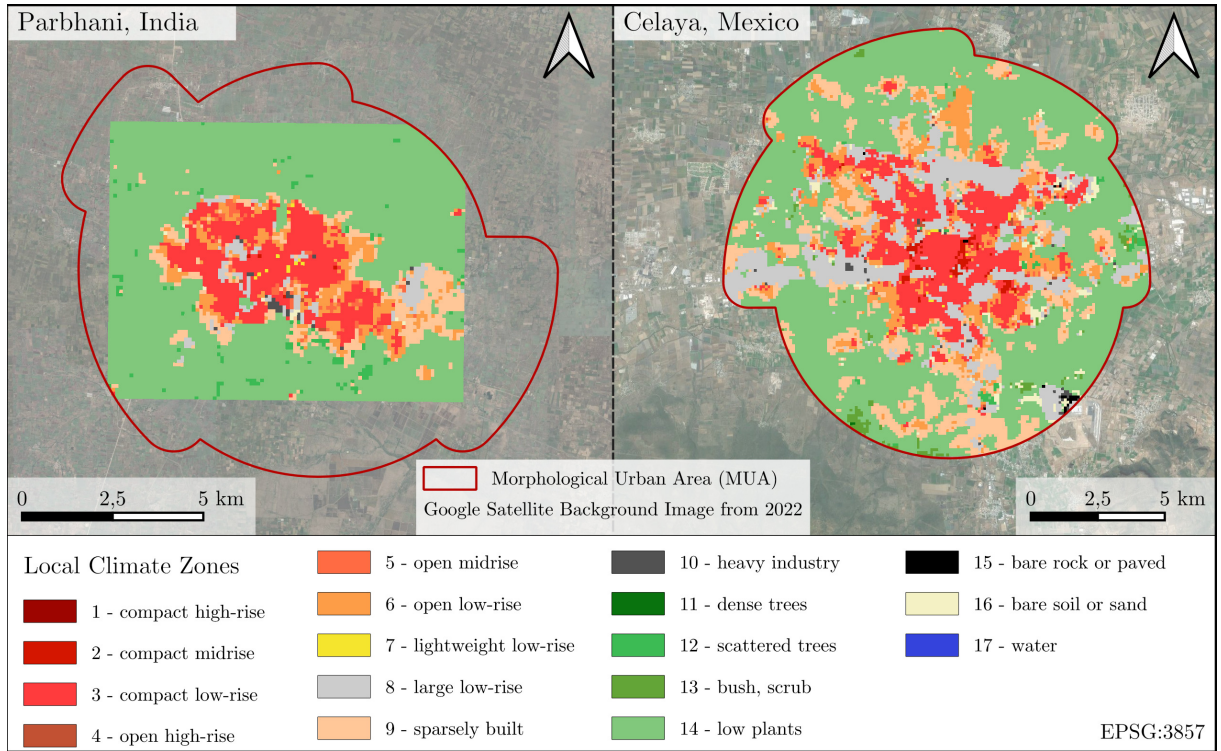 Parbhani, India
Celaya, Mexico
Morphological Urban Area (MUA)
Google Satellite Background Image from 2022
0 2,5 5 km
0 2,5 5 km
Local Climate Zones
1 - compact high-rise
2 - compact midrise
3 - compact low-rise
4 - open high-rise
5 - open midrise
6 - open low-rise
7 - lightweight low-rise
8 - large low-rise
9 - sparsely built
10 - heavy industry
11 - dense trees
12 - scattered trees
13 - bush, scrub
14 - low plants
15 - bare rock or paved
16 - bare soil or sand
17 - water
EPSG:3857